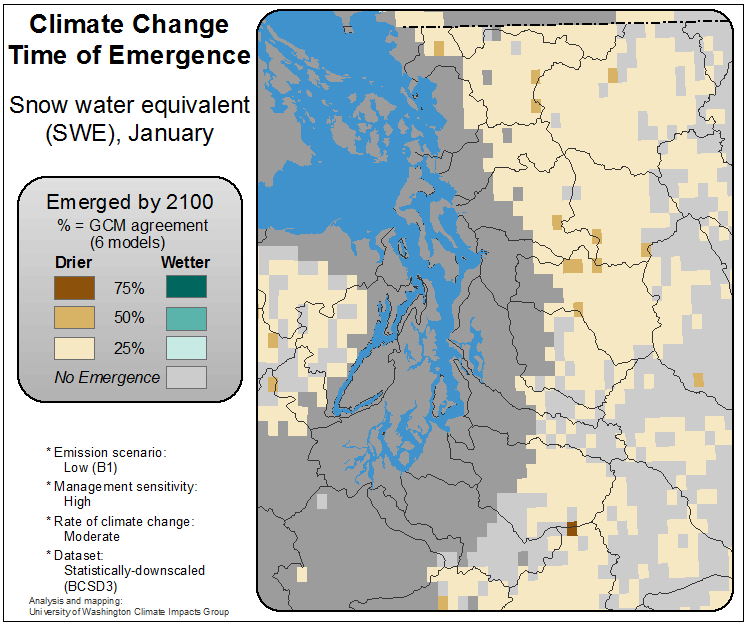 Climate Change
Time of Emergence
Snow water equivalent
(SWE), January
Emerged by 2100
% = GCM agreement
(6 models)
Drier Wetter
75%
50%
25%
No Emergence
* Emission scenario:
Low (B1)
* Management sensitivity:
High
* Rate of climate change:
Moderate
* Dataset:
Statistically-downscaled
(BCSD3)
Analysis and mapping:
University of Washington Climate Impacts Group